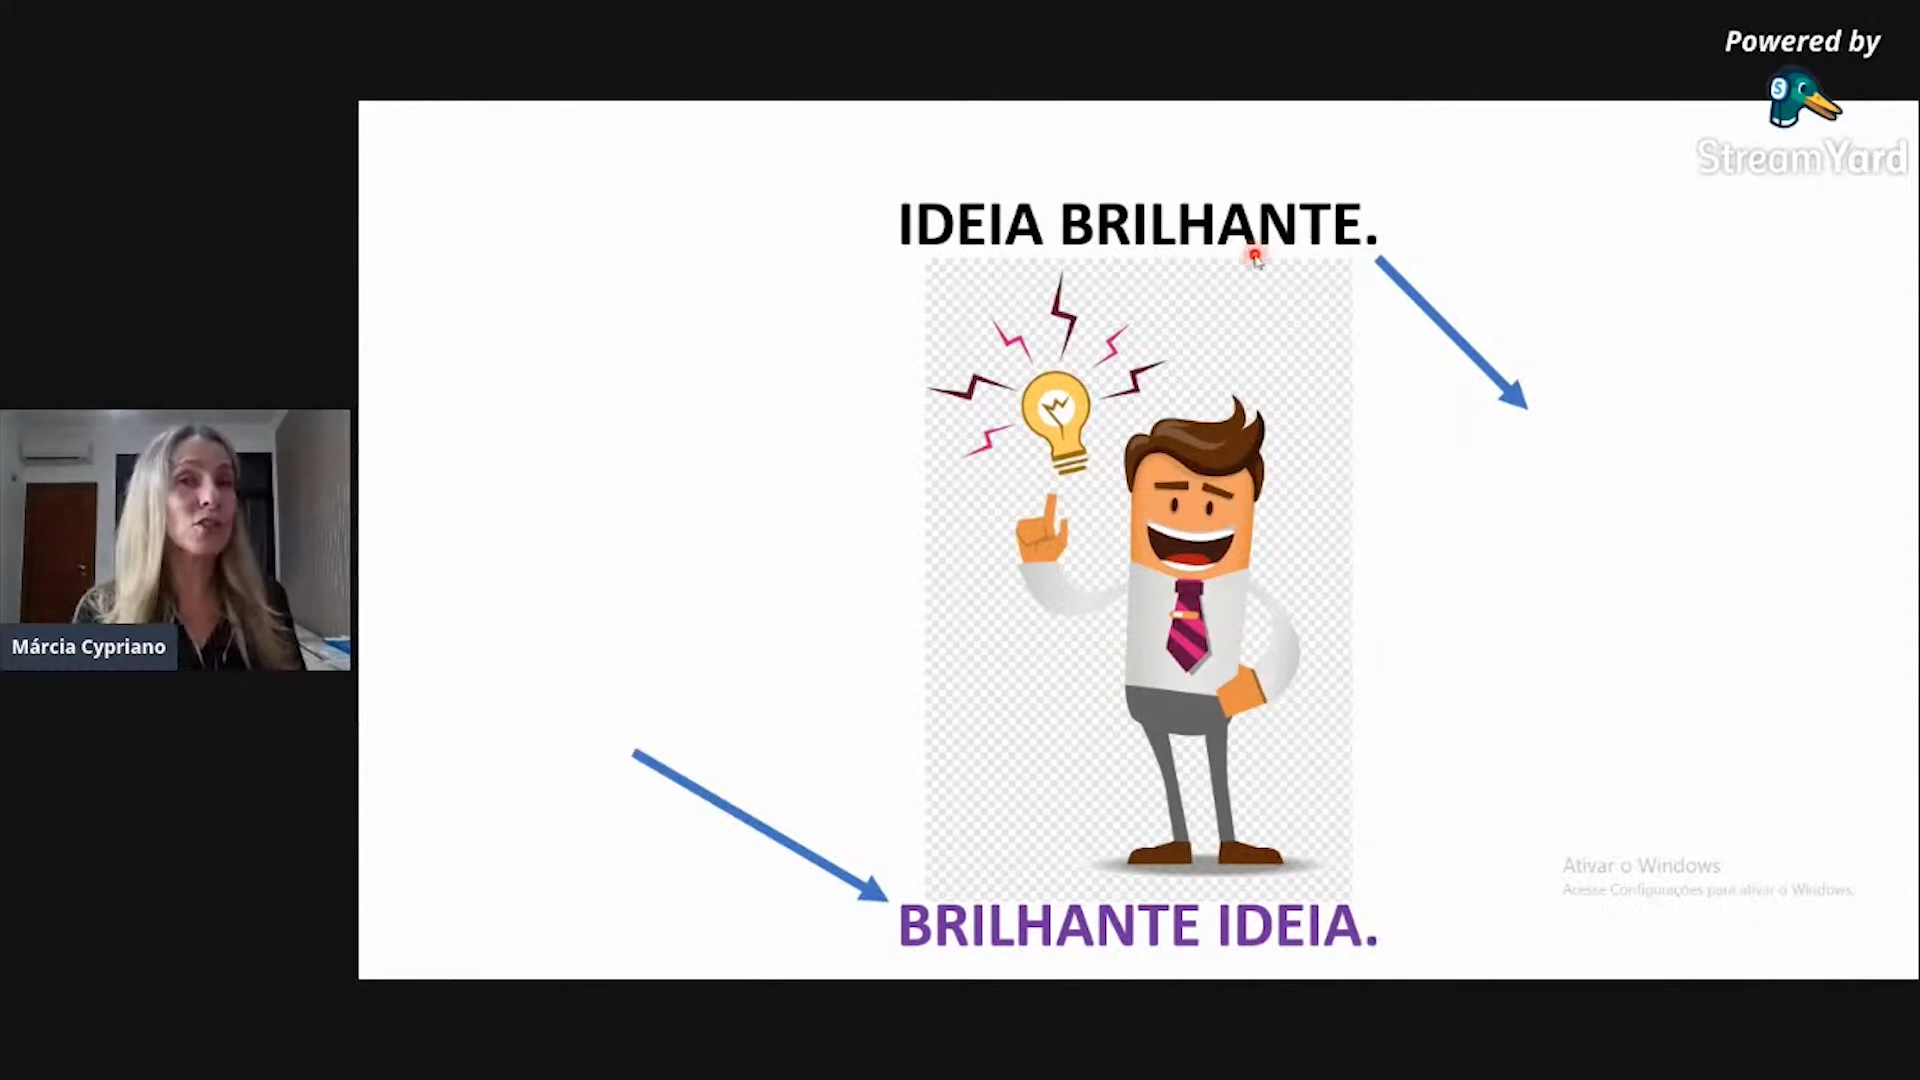 Powered by
StreamYard
IDEIA BRILHANTE.
Márcia Cypriano
Ativar o Windows
Acesse Configurações para ativar o Windows.
BRILHANTE IDEIA.